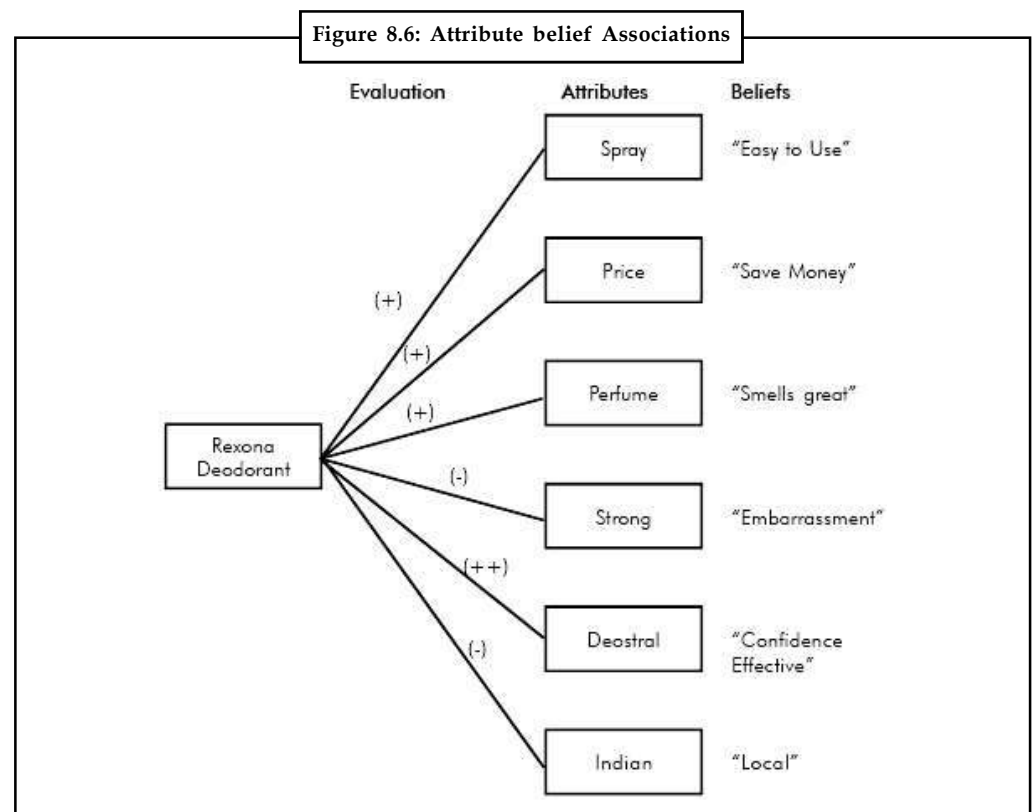 Figure 8.6: Attribute belief Associations
Evaluation Attributes Beliefs
Spray "Easy to Use"
Price "Save Money"
(+)
(+)
Perfume "Smells great"
(+)
Rexona
Deodorant
(-)
Strong "Embarrassment"
(++)
Deostral "Confidence
Effective"
(-)
Indian "Local"